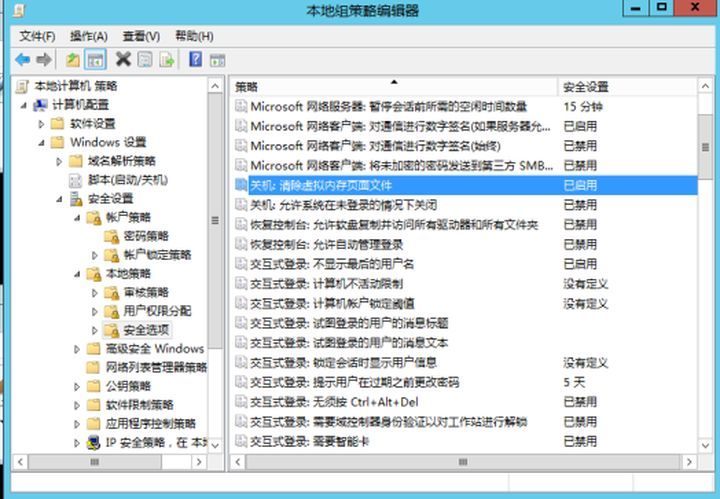 本地组策略编辑器
文件(F) 操作(A) 查看(V) 帮助(H)
本地计算机 策略
计算机配置
软件设置
Windows 设置
域名解析策略
脚本(启动/关机)
安全设置
帐户策略
密码策略
帐户锁定策略
本地策略
审核策略
用户权限分配
安全选项
高级安全 Windows
网络列表管理器策略
公钥策略
软件限制策略
应用程序控制策略
IP 安全策略，在 本地
策略 安全设置
Microsoft 网络服务器: 暂停会话前所需的空闲时间数量 15 分钟
Microsoft 网络客户端: 对通信进行数字签名(如果服务器允... 已启用
Microsoft 网络客户端: 对通信进行数字签名(始终) 已禁用
Microsoft 网络客户端: 将未加密的密码发送到第三方 SMB... 已禁用
关机: 清除虚拟内存页面文件 已启用
关机: 允许系统在未登录的情况下关闭 已禁用
恢复控制台: 允许软盘复制并访问所有驱动器和所有文件夹 已禁用
恢复控制台: 允许自动管理登录 已禁用
交互式登录: 不显示最后的用户名 已启用
交互式登录: 计算机不活动限制 没有定义
交互式登录: 计算机帐户锁定阈值 没有定义
交互式登录: 试图登录的用户的消息标题
交互式登录: 试图登录的用户的消息文本
交互式登录: 锁定会话时显示用户信息 没有定义
交互式登录: 提示用户在过期之前更改密码 5 天
交互式登录: 无须按 Ctrl+Alt+Del 已禁用
交互式登录: 需要域控制器身份验证以对工作站进行解锁 已禁用
交互式登录: 需要智能卡 已禁用